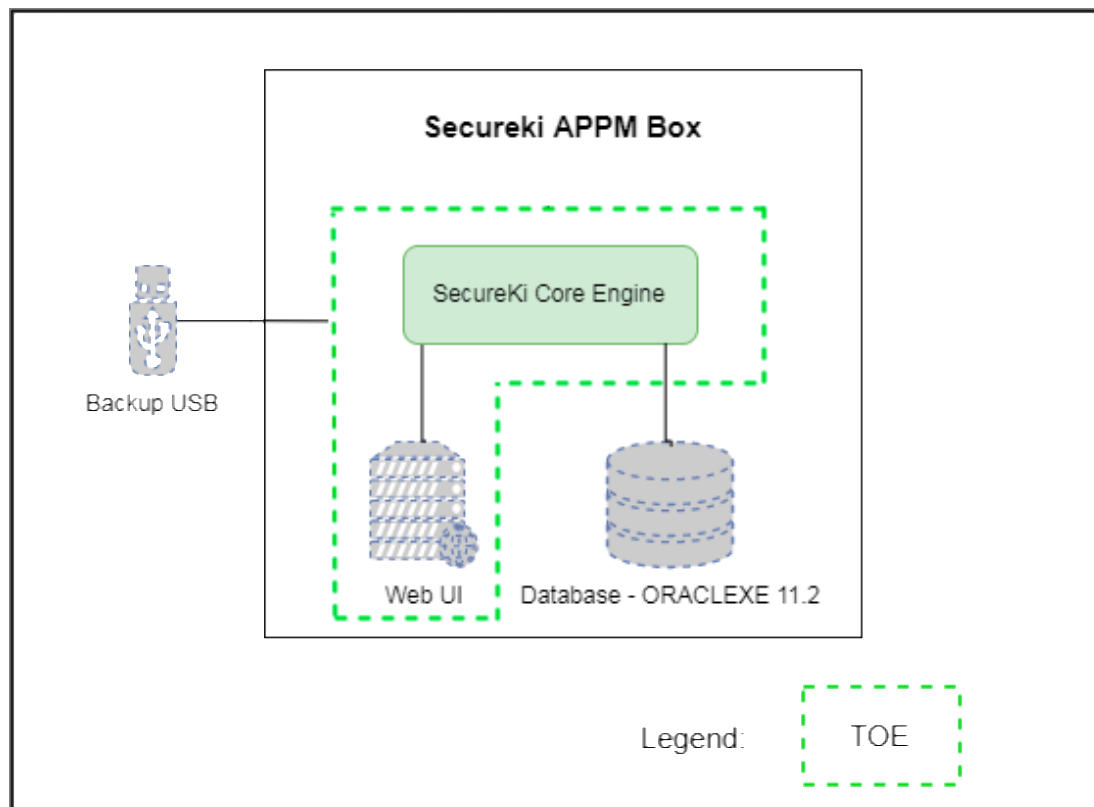 Secureki APPM Box
SecureKi Core Engine
Backup USB
Web UI
Database - ORACLEXE 11.2
Legend:
TOE